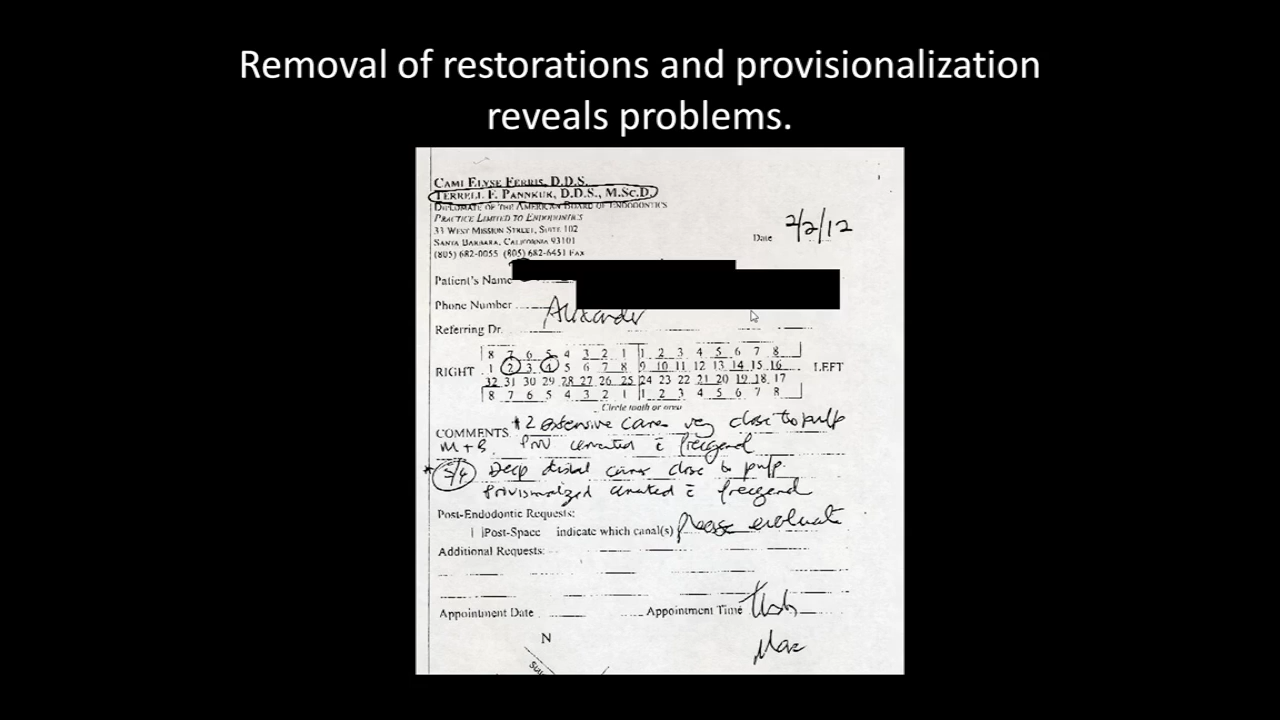 Removal of restorations and provisionalization
reveals problems.
CAMI ELYSE FERRIS, D.D.S.
TERRELL F. PANNKUK, D.D.S., M.Sc.D.
DIPLOMATE OF THE AMERICAN BOARD OF ENDODONTICS
PRACTICE LIMITED TO ENDODONTICS
33 WEST MISSION STREET, SUITE 102
SANTA BARBARA, CALIFORNIA 93101
(805) 682-0055 (805) 682-6451 FAX
Date 2/2/12
Patient's Name
Phone Number
Referring Dr. Alexander
8 7 6 5 4 3 2 1 1 2 3 4 5 6 7 8
RIGHT 1 2 3 4 5 6 7 8 9 10 11 12 13 14 15 16 LEFT
32 31 30 29 28 27 26 25 24 23 22 21 20 19 18 17
8 7 6 5 4 3 2 1 1 2 3 4 5 6 7 8
Circle tooth or area
COMMENTS #2 extensive caries very close to pulp
M + B cemented c̄ freegenol
Deep distal caries close to pulp.
Provisionalized cemented c̄ freegenol
Post-Endodontic Requests:
Post-Space indicate which canal(s) please evaluate
Additional Requests:
Appointment Date Appointment Time
N